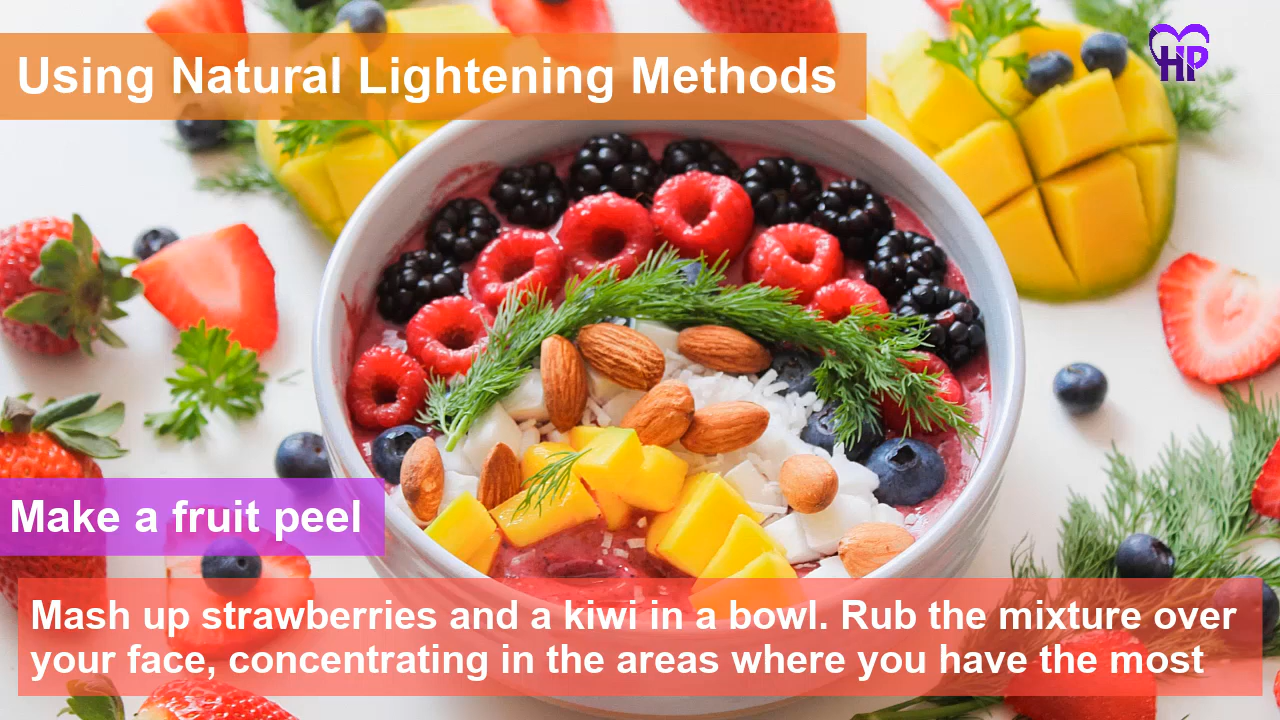 Using Natural Lightening Methods
HP
Make a fruit peel
Mash up strawberries and a kiwi in a bowl. Rub the mixture over
your face, concentrating in the areas where you have the most